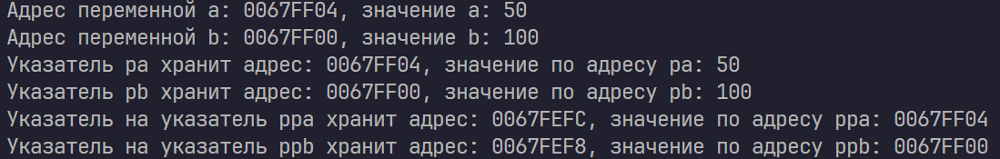 Адрес переменной a: 0067FF04, значение a: 50
Адрес переменной b: 0067FF00, значение b: 100
Указатель pa хранит адрес: 0067FF04, значение по адресу pa: 50
Указатель pb хранит адрес: 0067FF00, значение по адресу pb: 100
Указатель на указатель ppa хранит адрес: 0067FEFC, значение по адресу ppa: 0067FF04
Указатель на указатель ppb хранит адрес: 0067FEF8, значение по адресу ppb: 0067FF00